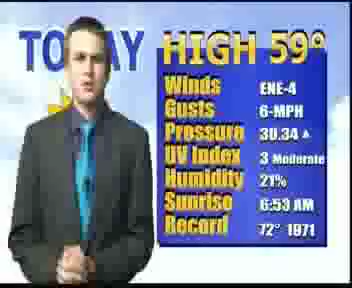 TODAY HIGH 59°
Winds ENE-4
Gusts 6-MPH
Pressure 30.34 ▲
UV Index 3 Moderate
Humidity 21%
Sunrise 6:53 AM
Record 72° 1971